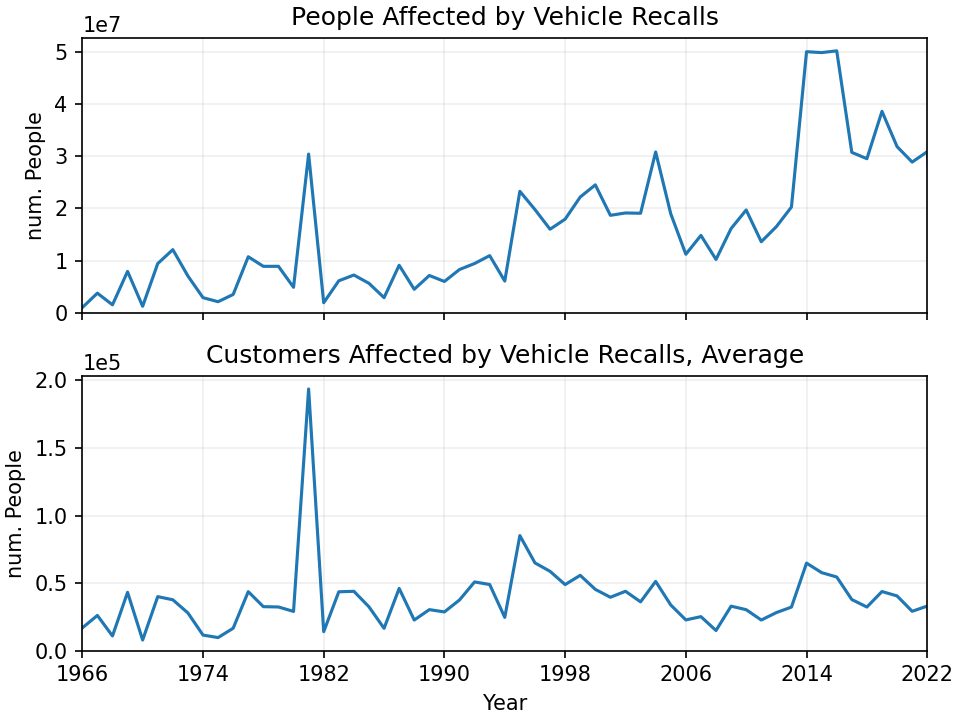 People Affected by Vehicle Recalls
1e7
5
4
3
2
1
0
num. People
Customers Affected by Vehicle Recalls, Average
1e5
2.0
1.5
1.0
0.5
0.0
num. People
1966 1974 1982 1990 1998 2006 2014 2022
Year